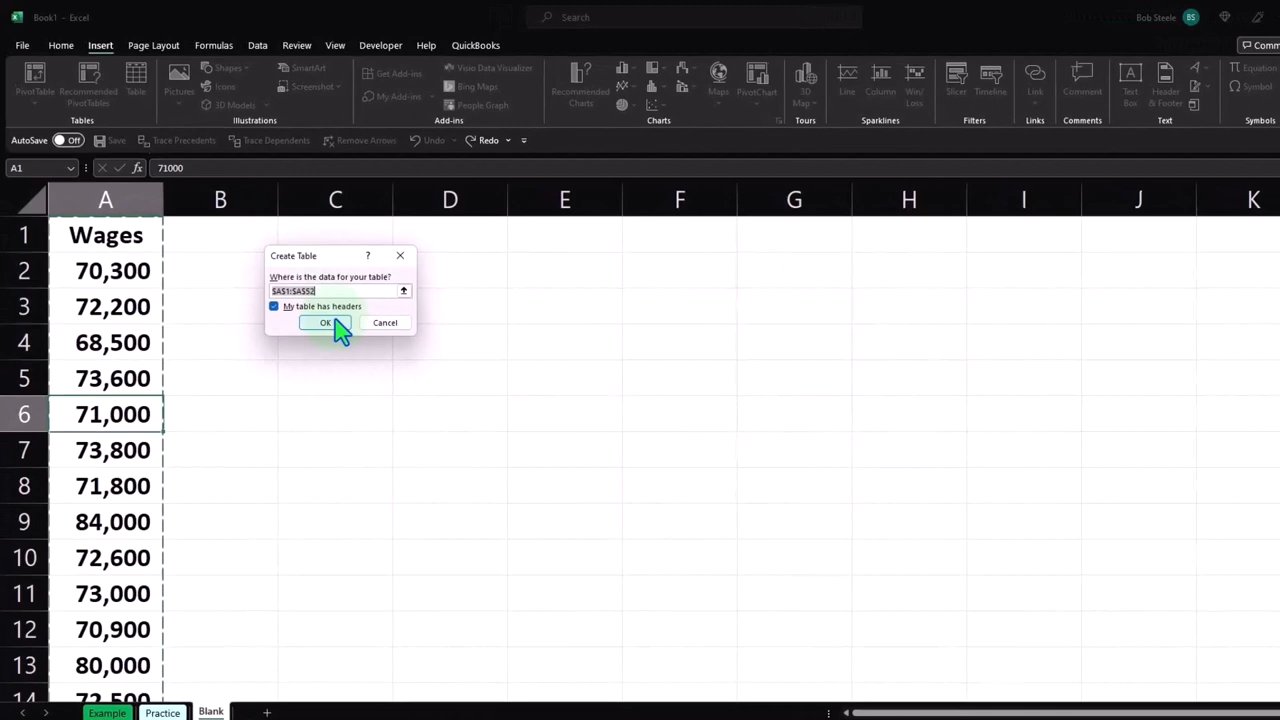 Book1 - Excel
Search
Bob Steele BS
File Home Insert Page Layout Formulas Data Review View Developer Help QuickBooks
PivotTable
Recommended
PivotTables
Table
Tables
Pictures
Shapes
Icons
3D Models
SmartArt
Screenshot
Illustrations
Get Add-ins
My Add-ins
Visio Data Visualizer
Bing Maps
People Graph
Add-ins
Recommended
Charts
Maps
PivotChart
Charts
3D
Map
Tours
Line
Column
Win/
Loss
Sparklines
Slicer
Timeline
Filters
Link
Links
Comment
Comments
Text
Box
Header
& Footer
Text
Equation
Symbol
Symbols
AutoSave Off Save Trace Precedents Trace Dependents Remove Arrows Undo Redo
A1 fx 71000
A B C D E F G H I J K
1 Wages
2 70,300
3 72,200
4 68,500
5 73,600
6 71,000
7 73,800
8 71,800
9 84,000
10 72,600
11 73,000
12 70,900
13 80,000
14 72,500
Create Table ?
Where is the data for your table?
$A$1:$A$52
My table has headers
OK Cancel
Example Practice Blank